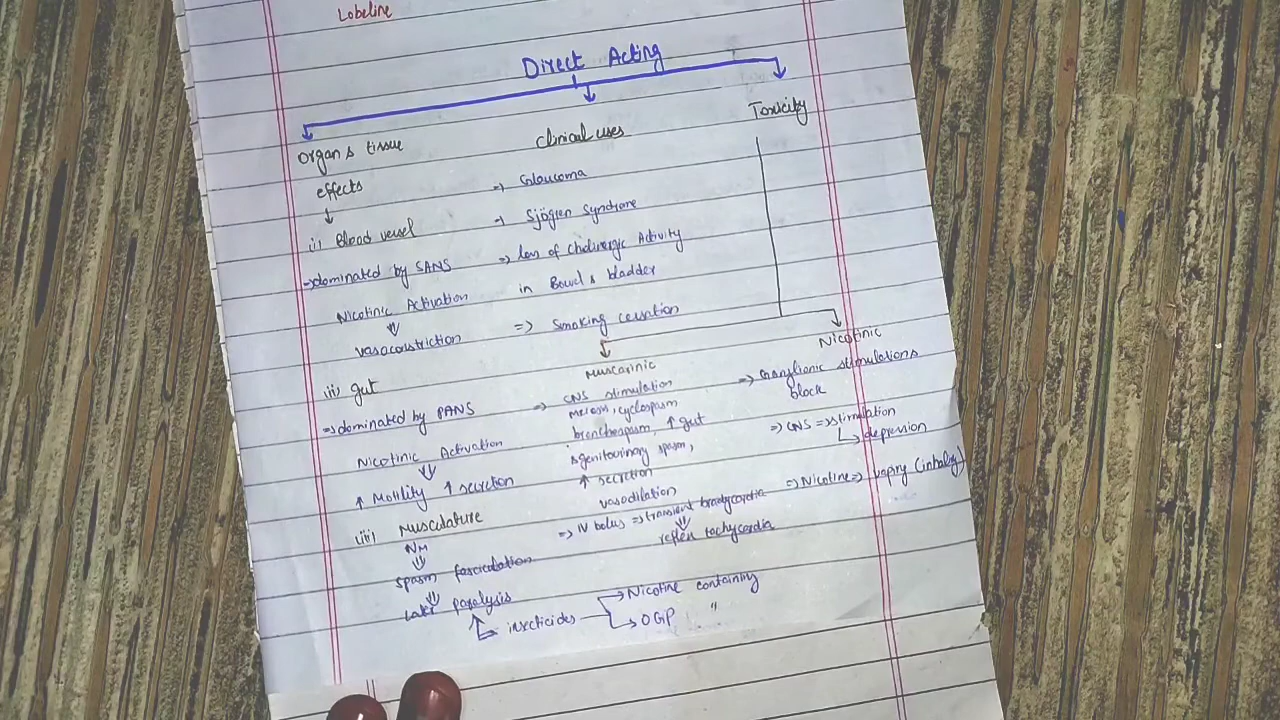 Lobeline
Direct Acting
organ & tissue
effects
↓
(i) Blood vessel
⇒ dominated by SANS
Nicotinic Activation
⇓
vasoconstriction
(ii) gut
⇒ dominated by PANS
Nicotinic Activation
⇓
↑ Motility ↑ secretion
(iii) Musculature
NM
⇓
spasm fasciculation
⇓
Later paralysis
insecticides
Nicotine containing
OGP "
clinical uses
⇒ Glaucoma
⇒ Sjögren Syndrome
⇒ loss of cholinergic Activity
in Bowel & bladder
⇒ Smoking cessation
Toxicity
Muscarinic
⇒ CNS stimulation
miosis, cyclospasm
bronchospasm, ↑ gut
& genitourinary spasm,
↑ secretion
vasodilation
⇒ IV bolus ⇒ transient bradycardia
⇓
reflex tachycardia
Nicotinic
⇒ Ganglionic stimulations
block
⇒ CNS ⇒ stimulation
↳ depression
⇒ Nicotine ⇒ (inhaling)